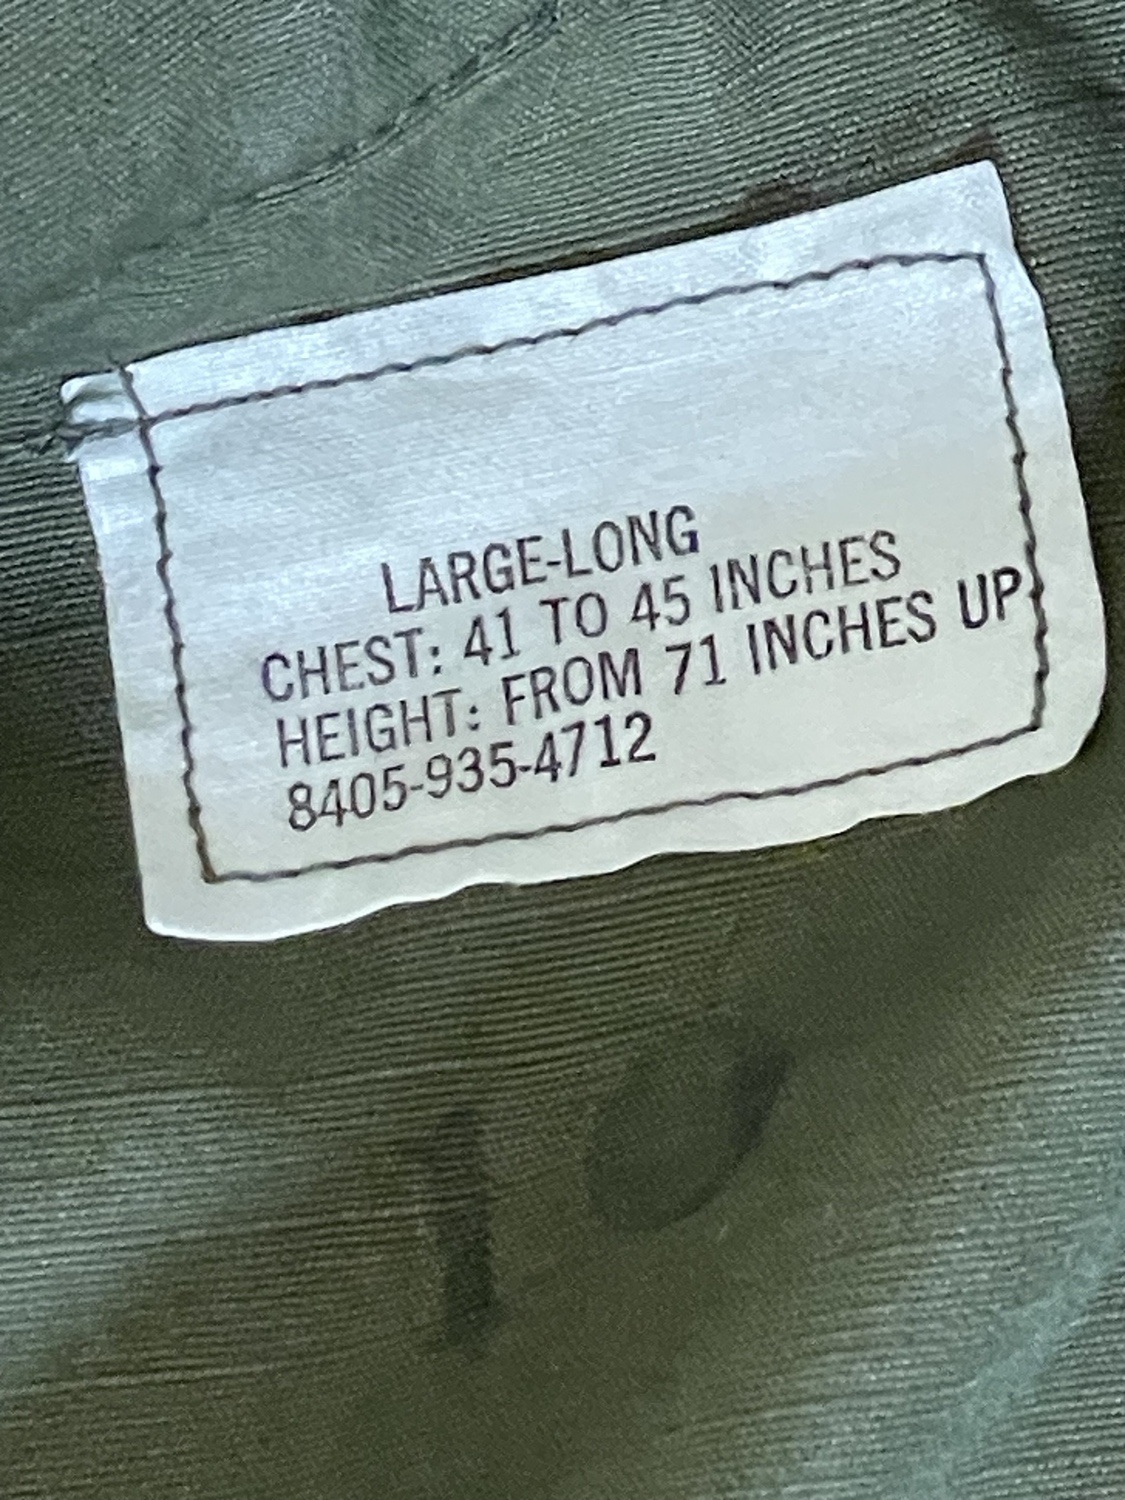 LARGE-LONG
CHEST: 41 TO 45 INCHES
HEIGHT: FROM 71 INCHES UP
8405-935-4712